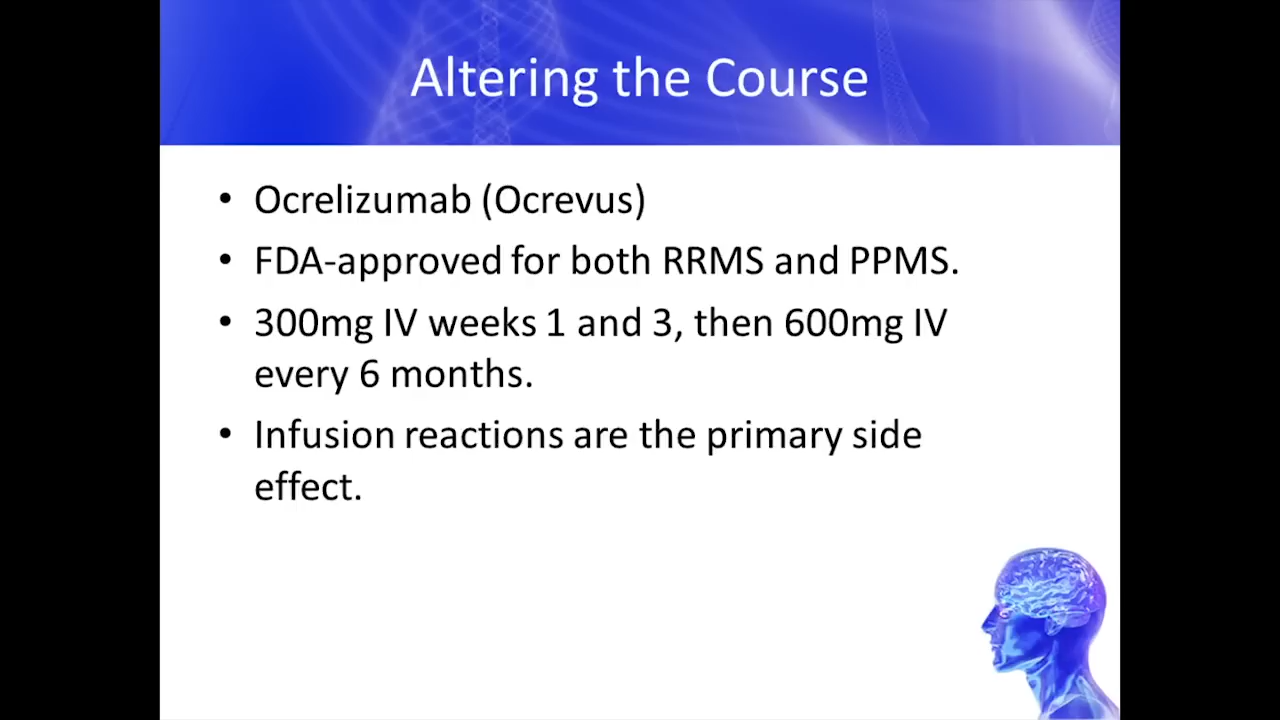 Altering the Course
• Ocrelizumab (Ocrevus)
• FDA-approved for both RRMS and PPMS.
• 300mg IV weeks 1 and 3, then 600mg IV
every 6 months.
• Infusion reactions are the primary side
effect.